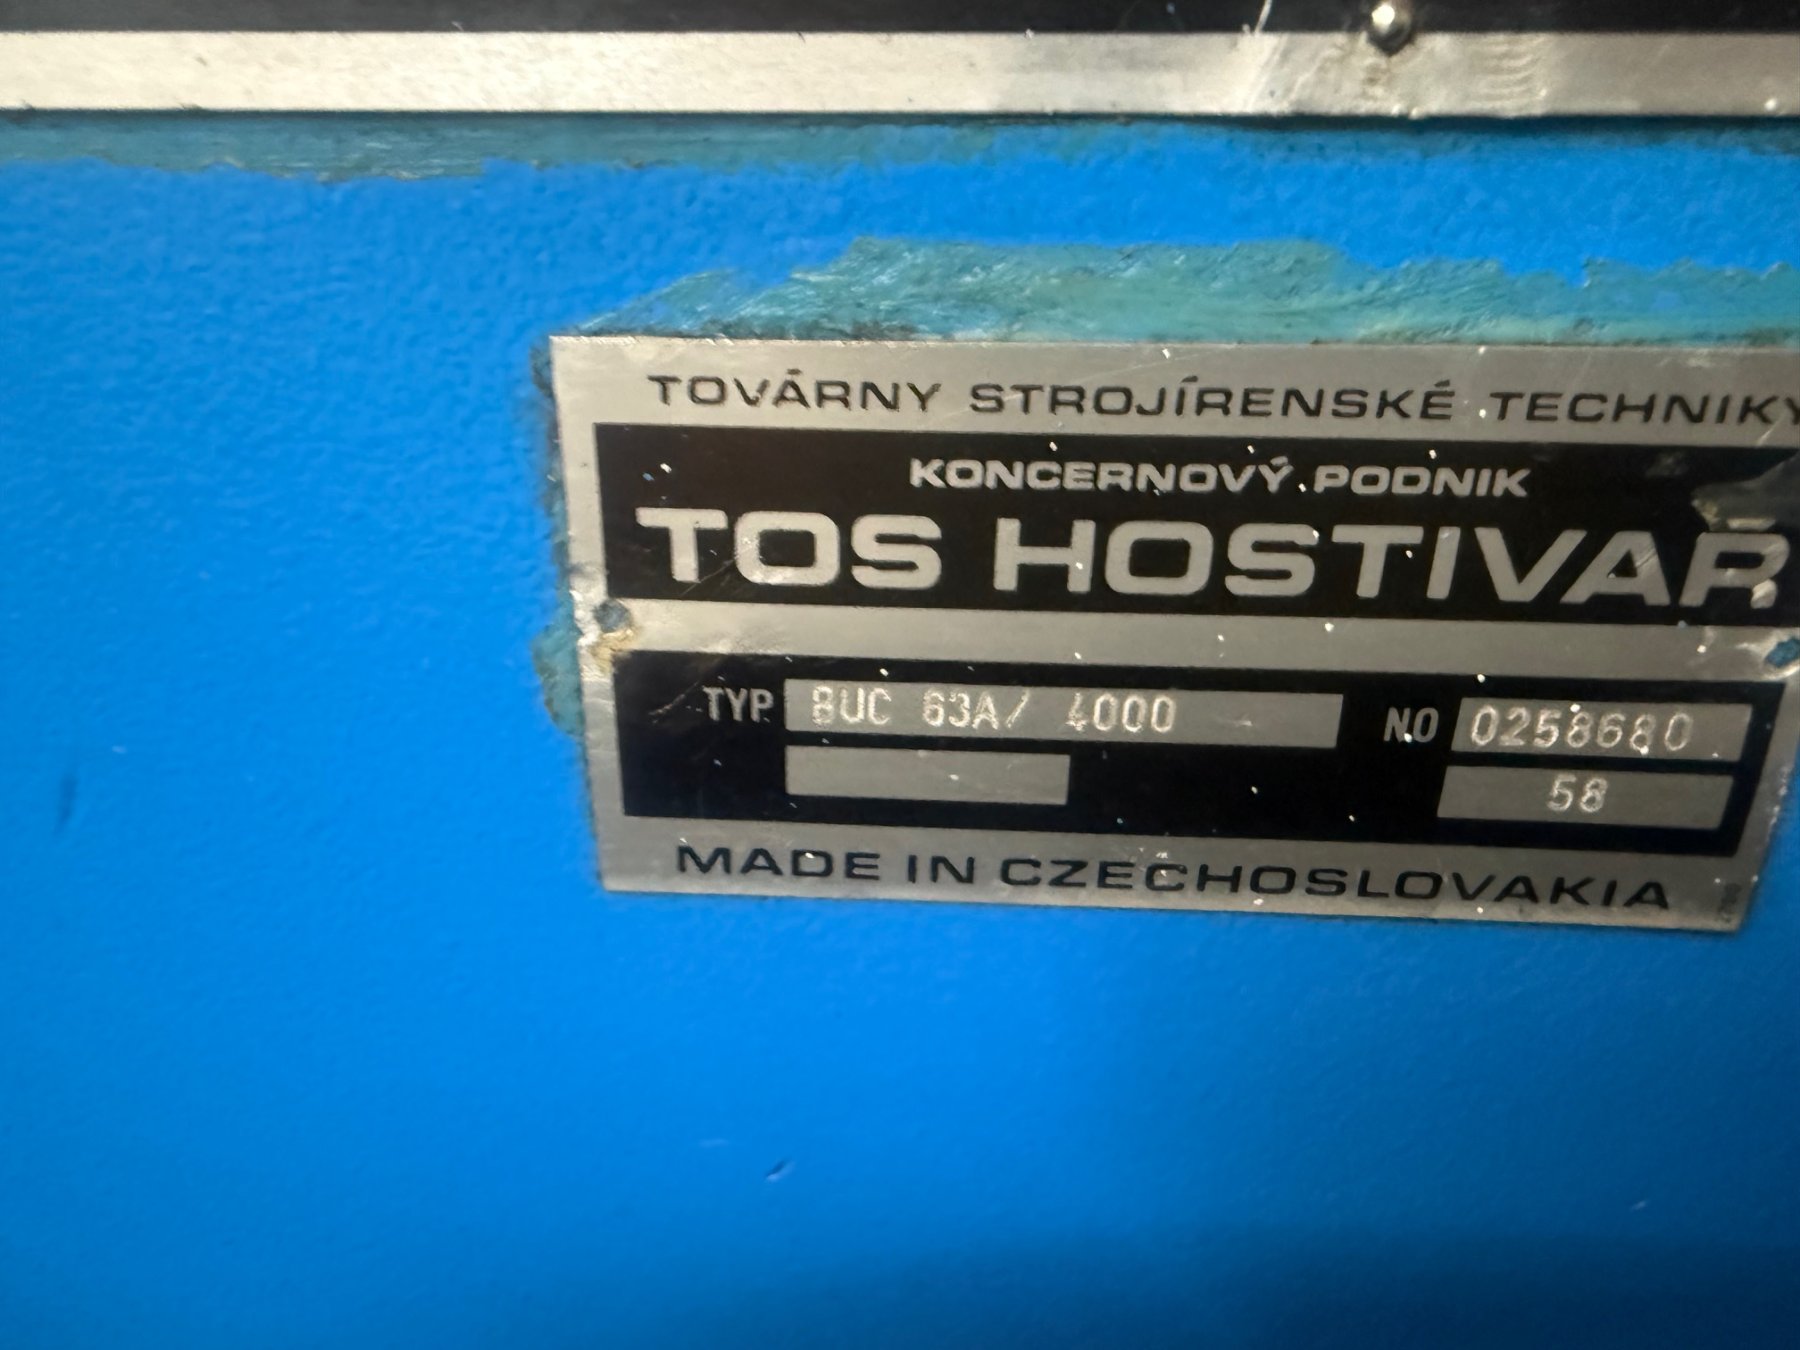 TOVÁRNY STROJÍRENSKÉ TECHNIKY
KONCERNOVÝ PODNIK
TOS HOSTIVAŘ
TYP BUC 63A/ 4000 NO 0258680
58
MADE IN CZECHOSLOVAKIA